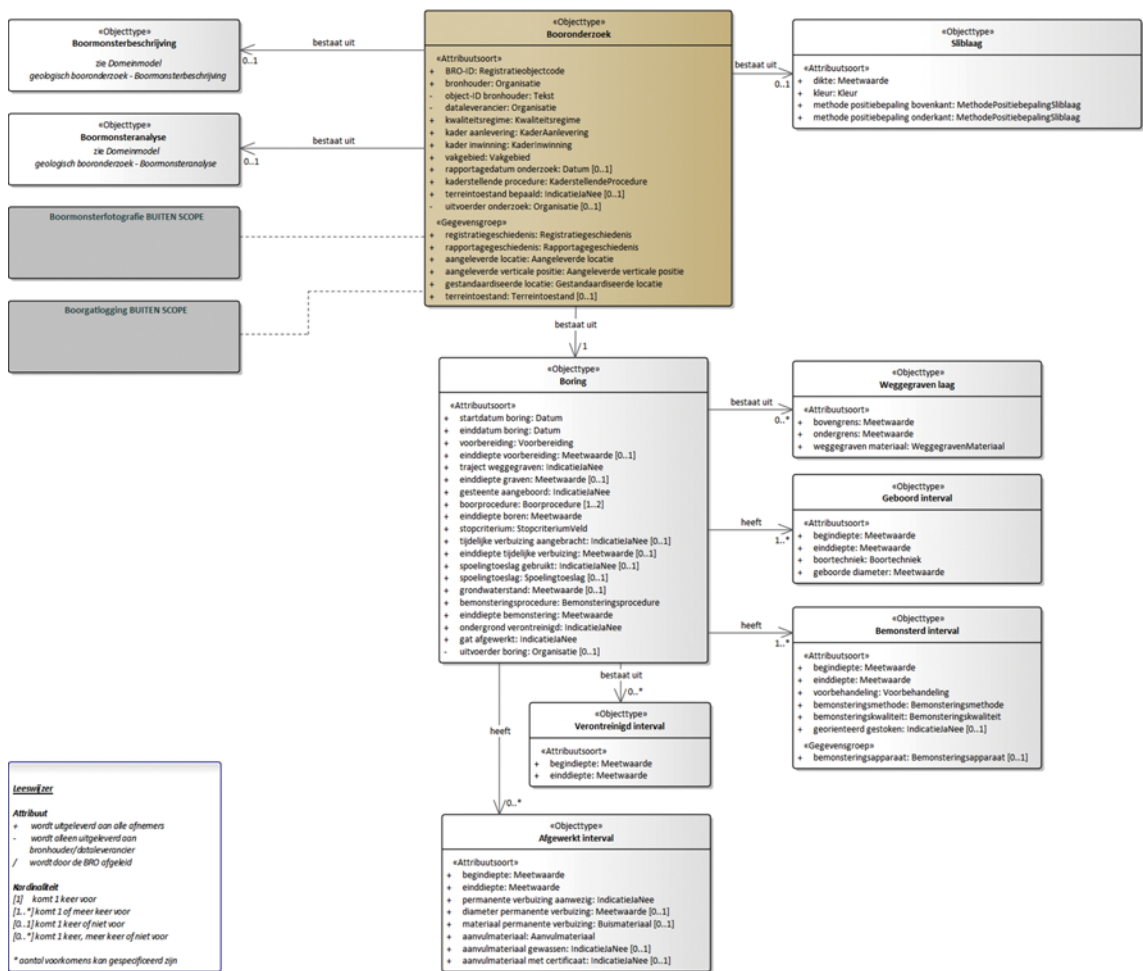 «Objecttype»
Boormonsterbeschrijving
zie Domeinmodel
geologisch booronderzoek - Boormonsterbeschrijving
bestaat uit
0..1
«Objecttype»
Boormonsteranalyse
zie Domeinmodel
geologisch booronderzoek - Boormonsteranalyse
bestaat uit
0..1
Boormonsterfotografie BUITEN SCOPE
Boorgatlogging BUITEN SCOPE
«Objecttype»
Booronderzoek
«Attribuutsoort»
+ BRO-ID: Registratieobjectcode
+ bronhouder: Organisatie
- object-ID bronhouder: Tekst
- dataleverancier: Organisatie
+ kwaliteitsregime: Kwaliteitsregime
+ kader aanlevering: KaderAanlevering
+ kader inwinning: KaderInwinning
+ vakgebied: Vakgebied
+ rapportagedatum onderzoek: Datum [0..1]
+ kaderstellende procedure: KaderstellendeProcedure
+ terreintoestand bepaald: IndicatieJaNee [0..1]
- uitvoerder onderzoek: Organisatie [0..1]
«Gegevensgroep»
+ registratiegeschiedenis: Registratiegeschiedenis
+ rapportagegeschiedenis: Rapportagegeschiedenis
+ aangeleverde locatie: Aangeleverde locatie
+ aangeleverde verticale positie: Aangeleverde verticale positie
+ gestandaardiseerde locatie: Gestandaardiseerde locatie
+ terreintoestand: Terreintoestand [0..1]
bestaat uit
0..1
«Objecttype»
Sliblaag
«Attribuutsoort»
+ dikte: Meetwaarde
+ kleur: Kleur
+ methode positiebepaling bovenkant: MethodePositiebepalingSliblaag
+ methode positiebepaling onderkant: MethodePositiebepalingSliblaag
bestaat uit
1
«Objecttype»
Boring
«Attribuutsoort»
+ startdatum boring: Datum
+ einddatum boring: Datum
+ voorbereiding: Voorbereiding
+ einddiepte voorbereiding: Meetwaarde [0..1]
+ traject weggegraven: IndicatieJaNee
+ einddiepte graven: Meetwaarde [0..1]
+ gesteente aangeboord: IndicatieJaNee
+ boorprocedure: Boorprocedure [1..2]
+ einddiepte boren: Meetwaarde
+ stopcriterium: StopcriteriumVeld
+ tijdelijke verbuizing aangebracht: IndicatieJaNee [0..1]
+ einddiepte tijdelijke verbuizing: Meetwaarde [0..1]
+ spoelingtoeslag gebruikt: IndicatieJaNee [0..1]
+ spoelingtoeslag: Spoelingtoeslag [0..1]
+ grondwaterstand: Meetwaarde [0..1]
+ bemonsteringsprocedure: Bemonsteringsprocedure
+ einddiepte bemonstering: Meetwaarde
+ ondergrond verontreinigd: IndicatieJaNee
+ gat afgewerkt: IndicatieJaNee
- uitvoerder boring: Organisatie [0..1]
bestaat uit
0..*
«Objecttype»
Weggegraven laag
«Attribuutsoort»
+ bovengrens: Meetwaarde
+ ondergrens: Meetwaarde
+ weggegraven materiaal: WeggegravenMateriaal
heeft
1..*
«Objecttype»
Geboord interval
«Attribuutsoort»
+ begindiepte: Meetwaarde
+ einddiepte: Meetwaarde
+ boortechniek: Boortechniek
+ geboorde diameter: Meetwaarde
heeft
1..*
«Objecttype»
Bemonsterd interval
«Attribuutsoort»
+ begindiepte: Meetwaarde
+ einddiepte: Meetwaarde
+ voorbehandeling: Voorbehandeling
+ bemonsteringsmethode: Bemonsteringsmethode
+ bemonsteringskwaliteit: Bemonsteringskwaliteit
+ georienteerd gestoken: IndicatieJaNee [0..1]
«Gegevensgroep»
+ bemonsteringsapparaat: Bemonsteringsapparaat [0..1]
bestaat uit
0..*
«Objecttype»
Verontreinigd interval
«Attribuutsoort»
+ begindiepte: Meetwaarde
+ einddiepte: Meetwaarde
heeft
0..*
«Objecttype»
Afgewerkt interval
«Attribuutsoort»
+ begindiepte: Meetwaarde
+ einddiepte: Meetwaarde
+ permanente verbuizing aanwezig: IndicatieJaNee
+ diameter permanente verbuizing: Meetwaarde [0..1]
+ materiaal permanente verbuizing: Buismateriaal [0..1]
+ aanvulmateriaal: Aanvulmateriaal
+ aanvulmateriaal gewassen: IndicatieJaNee [0..1]
+ aanvulmateriaal met certificaat: IndicatieJaNee [0..1]
Leeswijzer
Attribuut
+ wordt uitgeleverd aan alle afnemers
- wordt alleen uitgeleverd aan
bronhouder/dataleverancier
/ wordt door de BRO afgeleid
Kardinaliteit
[1] komt 1 keer voor
[1..*] komt 1 of meer keer voor
[0..1] komt 1 keer of niet voor
[0..*] komt 1 keer, meer keer of niet voor
* aantal voorkomens kan gespecificeerd zijn